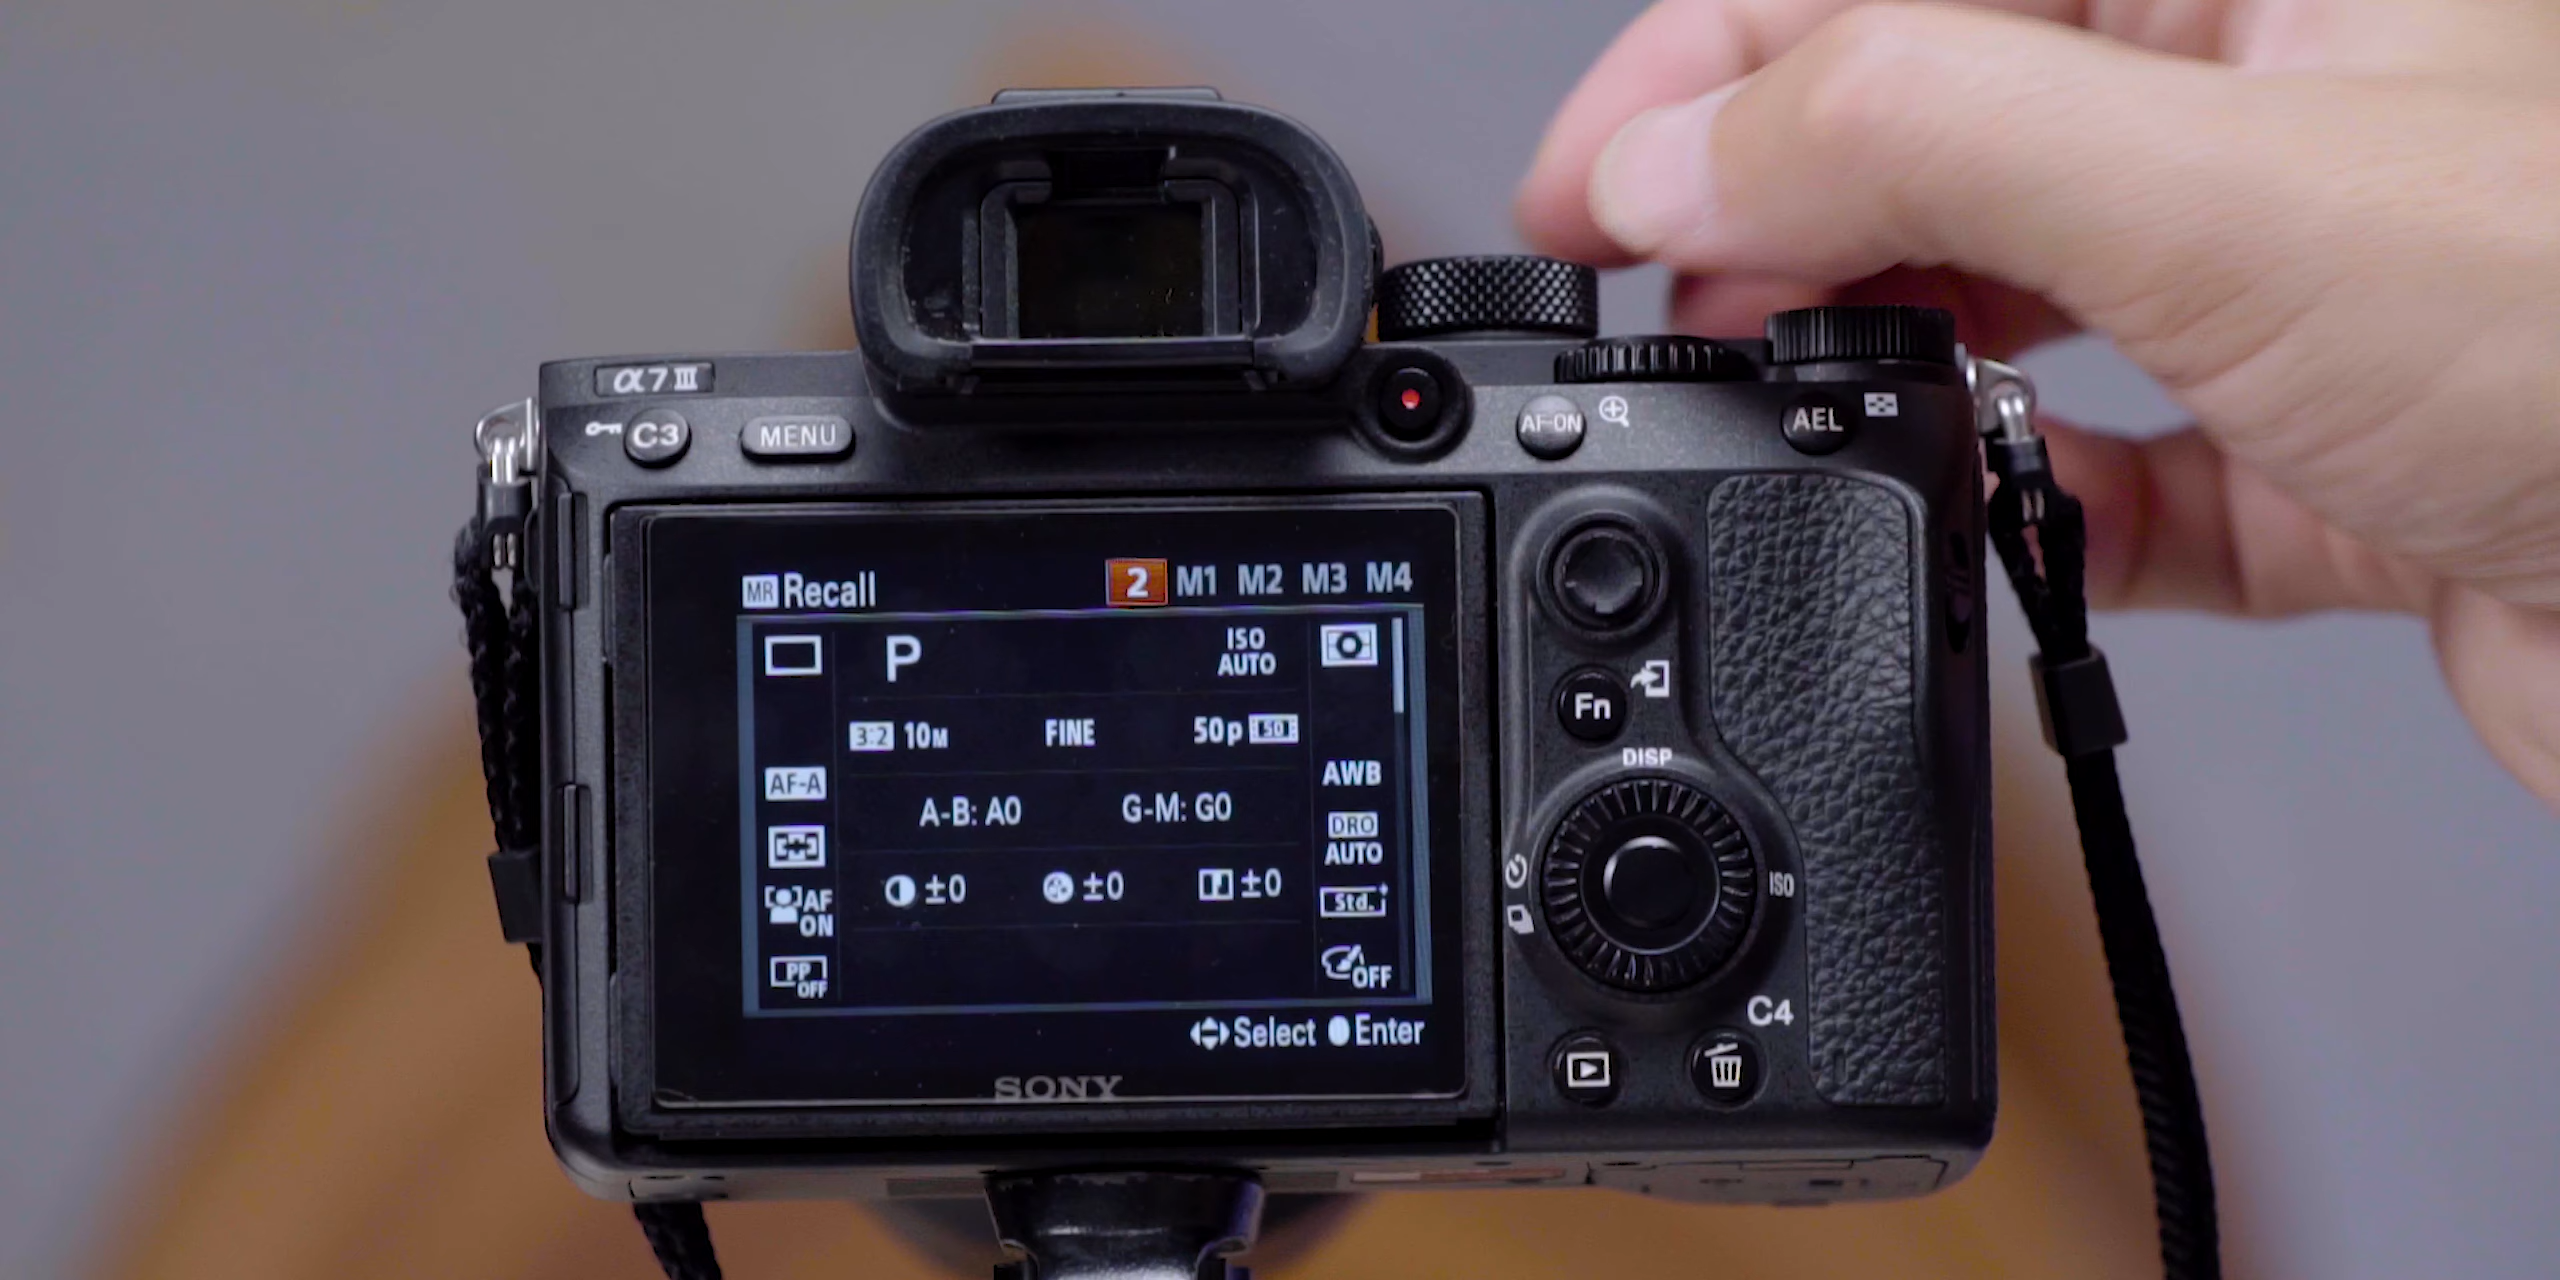 α7III
C3
MENU
AF-ON
AEL
MR Recall 2 M1 M2 M3 M4
P ISO AUTO
3:2 10M FINE 50p 50
AF-A
AWB
A-B: A0 G-M: G0
DRO AUTO
±0 ±0 ±0
AF ON
Std.
PP OFF
OFF
Select Enter
SONY
Fn
DISP
ISO
C4